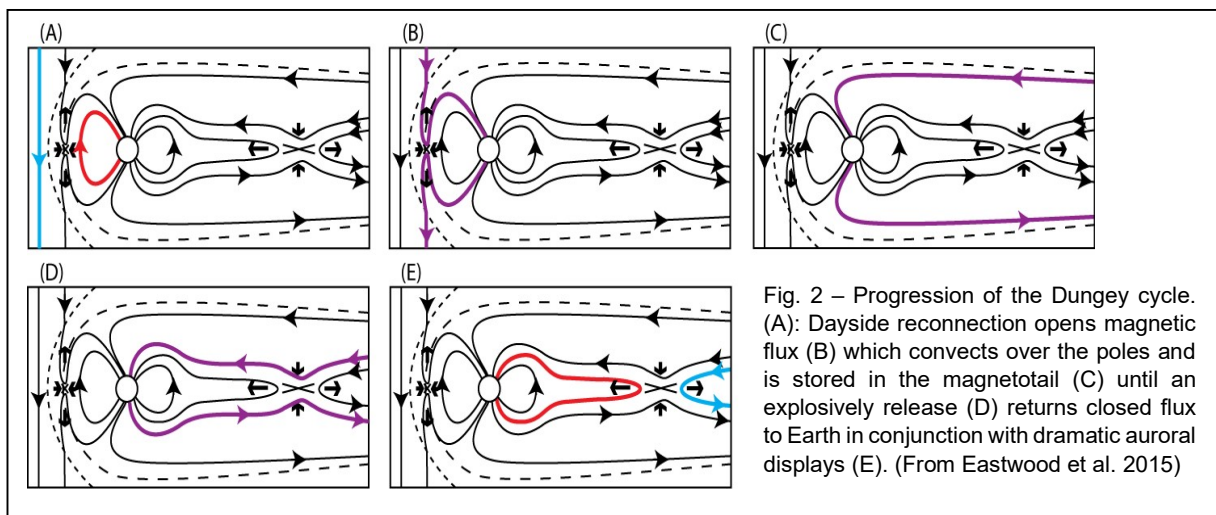 (A)
(B)
(C)
(D)
(E)
Fig. 2 – Progression of the Dungey cycle.
(A): Dayside reconnection opens magnetic
flux (B) which convects over the poles and
is stored in the magnetotail (C) until an
explosively release (D) returns closed flux
to Earth in conjunction with dramatic auroral
displays (E). (From Eastwood et al. 2015)